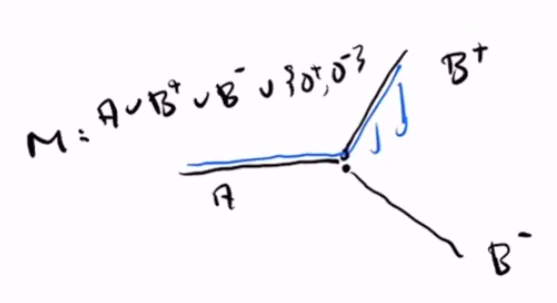 M = A ∪ B⁺ ∪ B⁻ ∪ {0⁺, 0⁻}
B⁺
A
B⁻